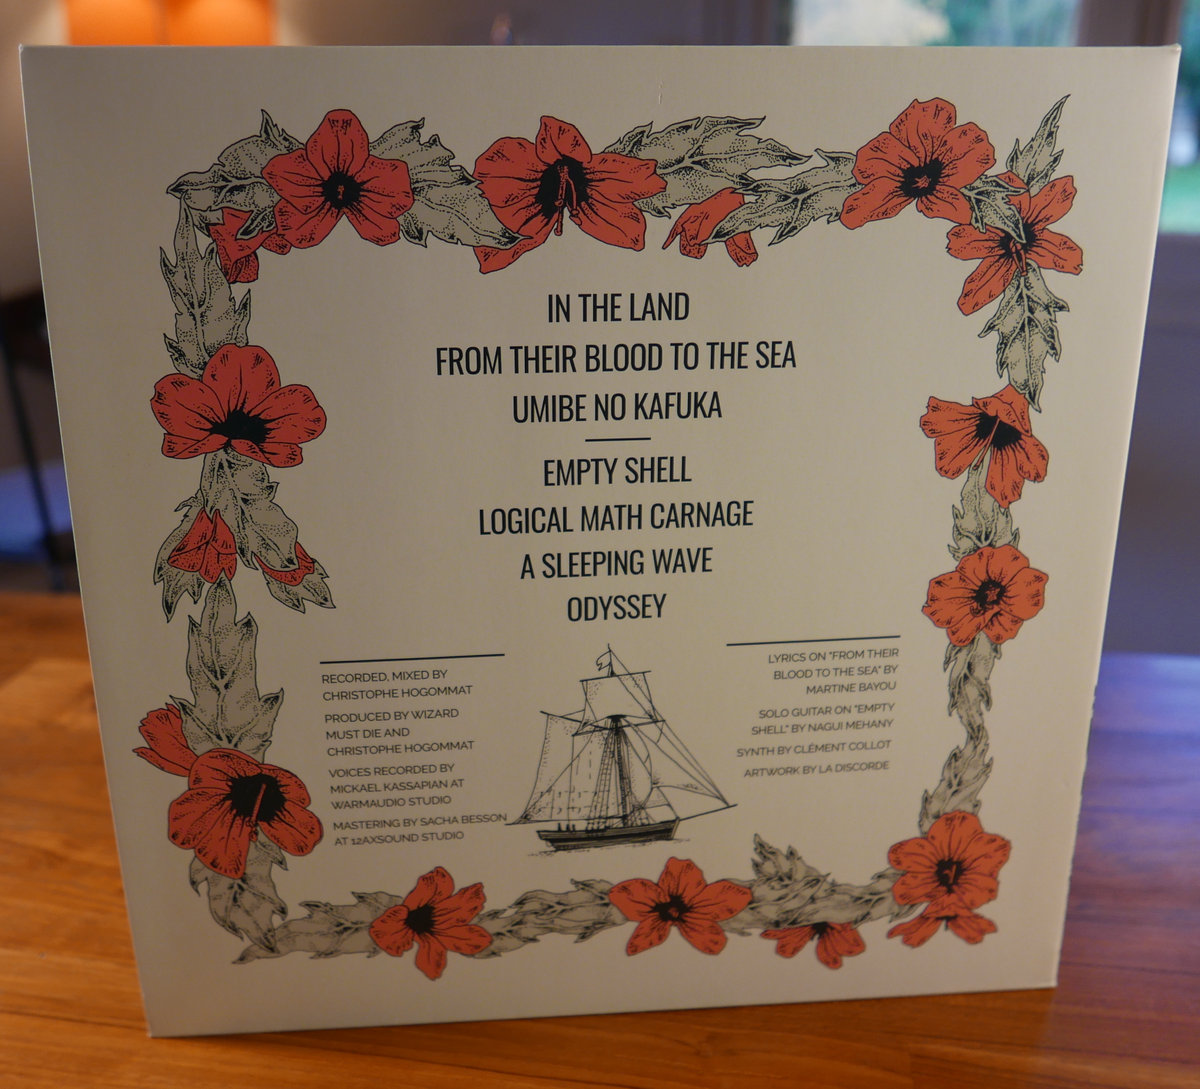 IN THE LAND
FROM THEIR BLOOD TO THE SEA
UMIBE NO KAFUKA
EMPTY SHELL
LOGICAL MATH CARNAGE
A SLEEPING WAVE
ODYSSEY
RECORDED, MIXED BY
CHRISTOPHE HOGOMMAT
PRODUCED BY WIZARD
MUST DIE AND
CHRISTOPHE HOGOMMAT
VOICES RECORDED BY
MICKAEL KASSAPIAN AT
WARMAUDIO STUDIO
MASTERING BY SACHA BESSON
AT 12AXSOUND STUDIO
LYRICS ON "FROM THEIR
BLOOD TO THE SEA" BY
MARTINE BAYOU
SOLO GUITAR ON "EMPTY
SHELL" BY NAGUI MEHANY
SYNTH BY CLÉMENT COLLOT
ARTWORK BY LA DISCORDE